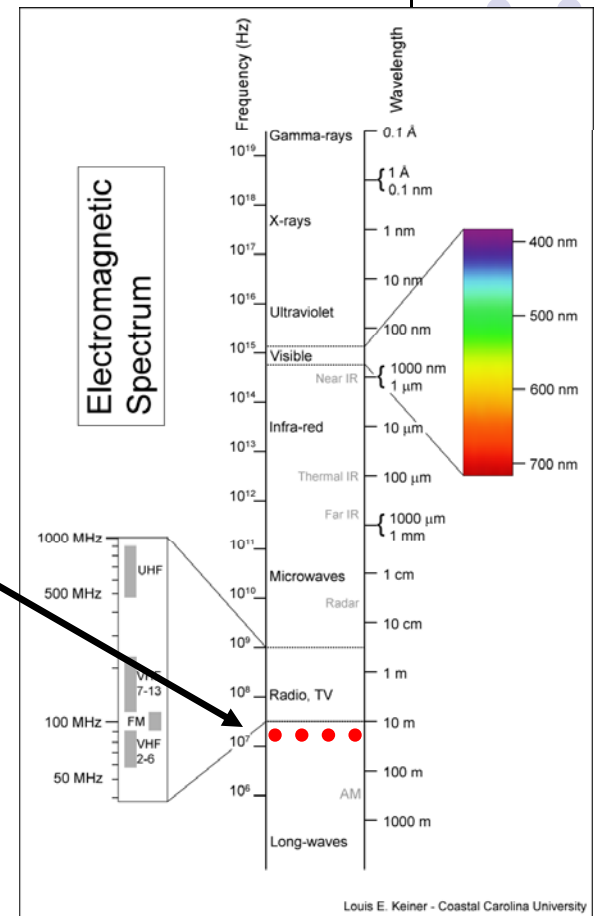 Electromagnetic
Spectrum
Frequency (Hz)
Wavelength
Gamma-rays
0.1 Å
10¹⁹
1 Å
0.1 nm
10¹⁸
X-rays
1 nm
10¹⁷
10 nm
10¹⁶
Ultraviolet
100 nm
10¹⁵
Visible
1000 nm
1 μm
Near IR
10¹⁴
Infra-red
10 μm
10¹³
Thermal IR
100 μm
10¹²
Far IR
1000 μm
1 mm
10¹¹
Microwaves
1 cm
10¹⁰
Radar
10 cm
10⁹
1 m
10⁸
Radio, TV
10 m
10⁷
100 m
10⁶
AM
1000 m
Long-waves
400 nm
500 nm
600 nm
700 nm
1000 MHz
UHF
500 MHz
VHF
7-13
100 MHz
FM
VHF
2-6
50 MHz
Louis E. Keiner - Coastal Carolina University